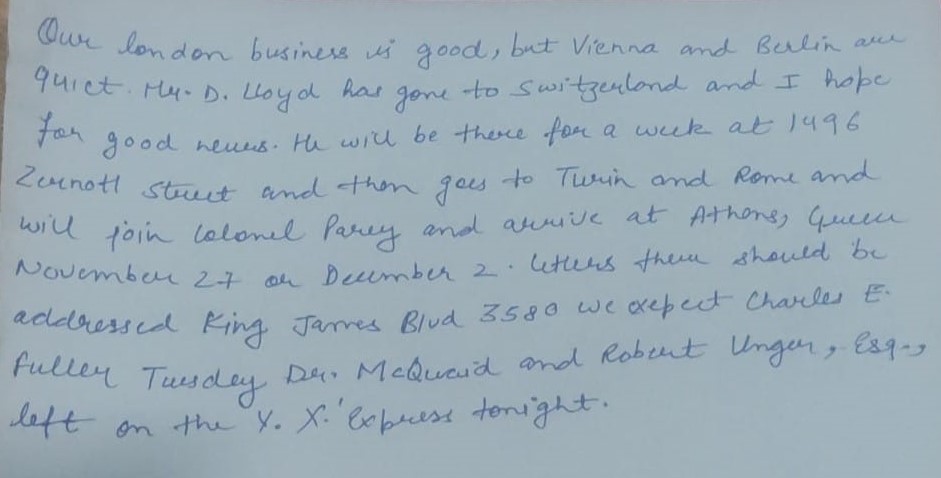 Our london business is good, but Vienna and Berlin are
quiet. Mr. D. Lloyd has gone to Switzerland and I hope
for good news. He will be there for a week at 1496
Zernott Street and then goes to Turin and Rome and
will join Colonel Parey and arrive at Athens, Greece
November 27 or December 2. letters there should be
addressed King James Blvd 3580 we expect Charles E.
Fuller Tuesday Dr. McQuaid and Robert Unger, Esq.,
left on the Y. X.' Express tonight.